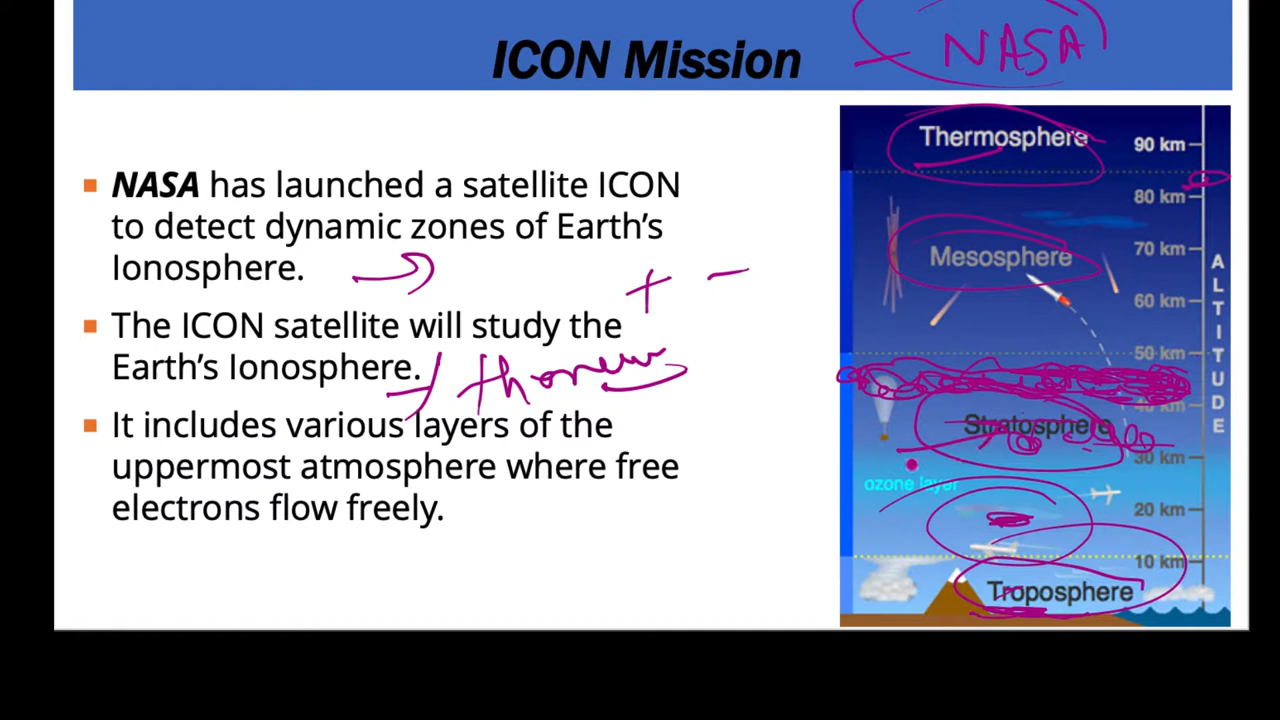 ICON Mission
NASA
NASA has launched a satellite ICON
to detect dynamic zones of Earth's
Ionosphere.
+ -
The ICON satellite will study the
Earth's Ionosphere.
It includes various layers of the
uppermost atmosphere where free
electrons flow freely.
Thermosphere
90 km
80 km
Mesosphere
70 km
60 km
50 km
40 km
Stratosphere
30 km
ozone layer
20 km
10 km
Troposphere
ALTITUDE